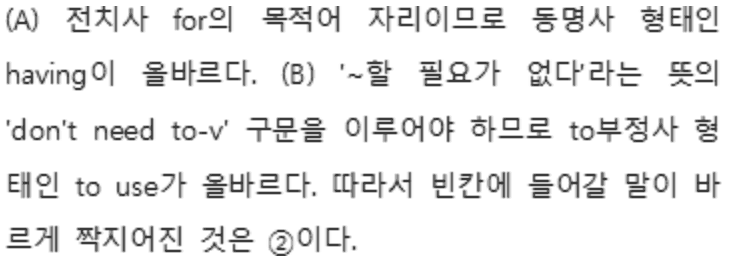 (A) 전치사 for의 목적어 자리이므로 동명사 형태인
having이 올바르다. (B) '~할 필요가 없다'라는 뜻의
'don't need to-v' 구문을 이루어야 하므로 to부정사 형
태인 to use가 올바르다. 따라서 빈칸에 들어갈 말이 바
르게 짝지어진 것은 ②이다.